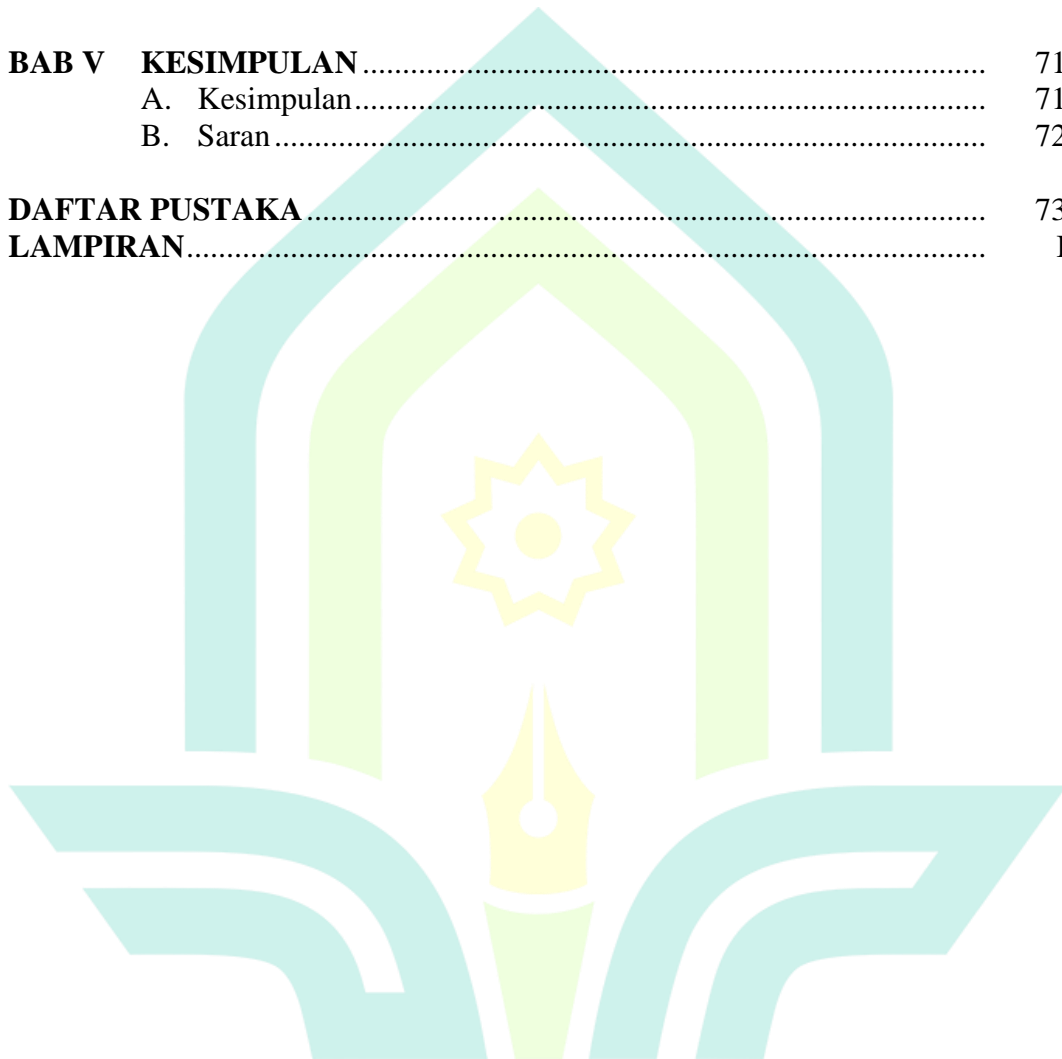 BAB V KESIMPULAN ........ 71
A. Kesimpulan ........ 71
B. Saran ........ 72
DAFTAR PUSTAKA ........ 73
LAMPIRAN ........ I